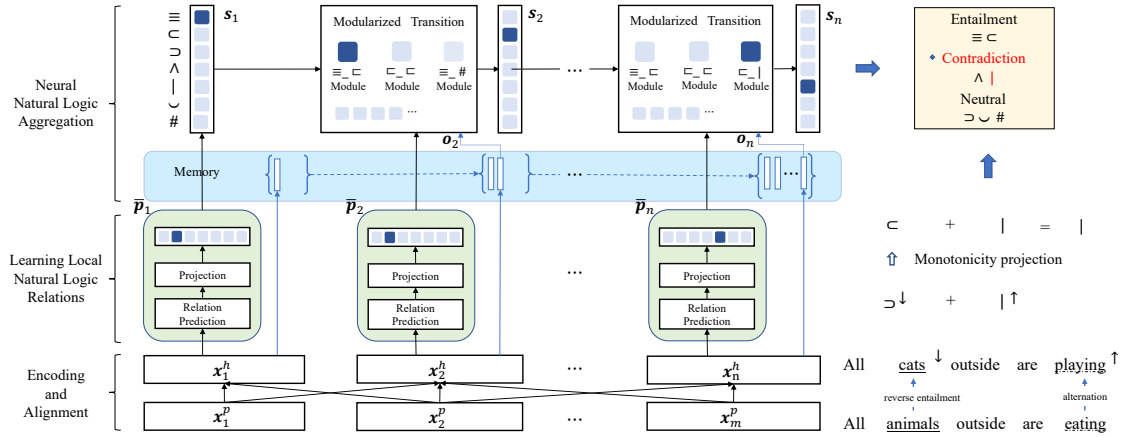 Neural
Natural Logic
Aggregation
≡
⊏
⊐
∧
|
⌣
#
s₁
Modularized Transition
≡_ ⊏
Module
⊏_ ⊏
Module
≡_ #
Module
...
s₂
...
Modularized Transition
≡_ ⊏
Module
⊏_ ⊏
Module
⊏_ |
Module
...
sₙ
Entailment
≡ ⊏
Contradiction
∧ |
Neutral
⊐ ⌣ #
o₂
oₙ
Memory
{ }
{ }
...
{ ... }
p̅₁
p̅₂
p̅ₙ
Learning Local
Natural Logic
Relations
Projection
Relation
Prediction
Projection
Relation
Prediction
...
Projection
Relation
Prediction
⊏ + | = |
⇧ Monotonicity projection
⊐↓ + |↑
Encoding
and
Alignment
x₁ʰ
x₂ʰ
xₙʰ
x₁ᵖ
x₂ᵖ
...
xₘᵖ
All cats ↓ outside are playing ↑
reverse entailment alternation
All animals outside are eating